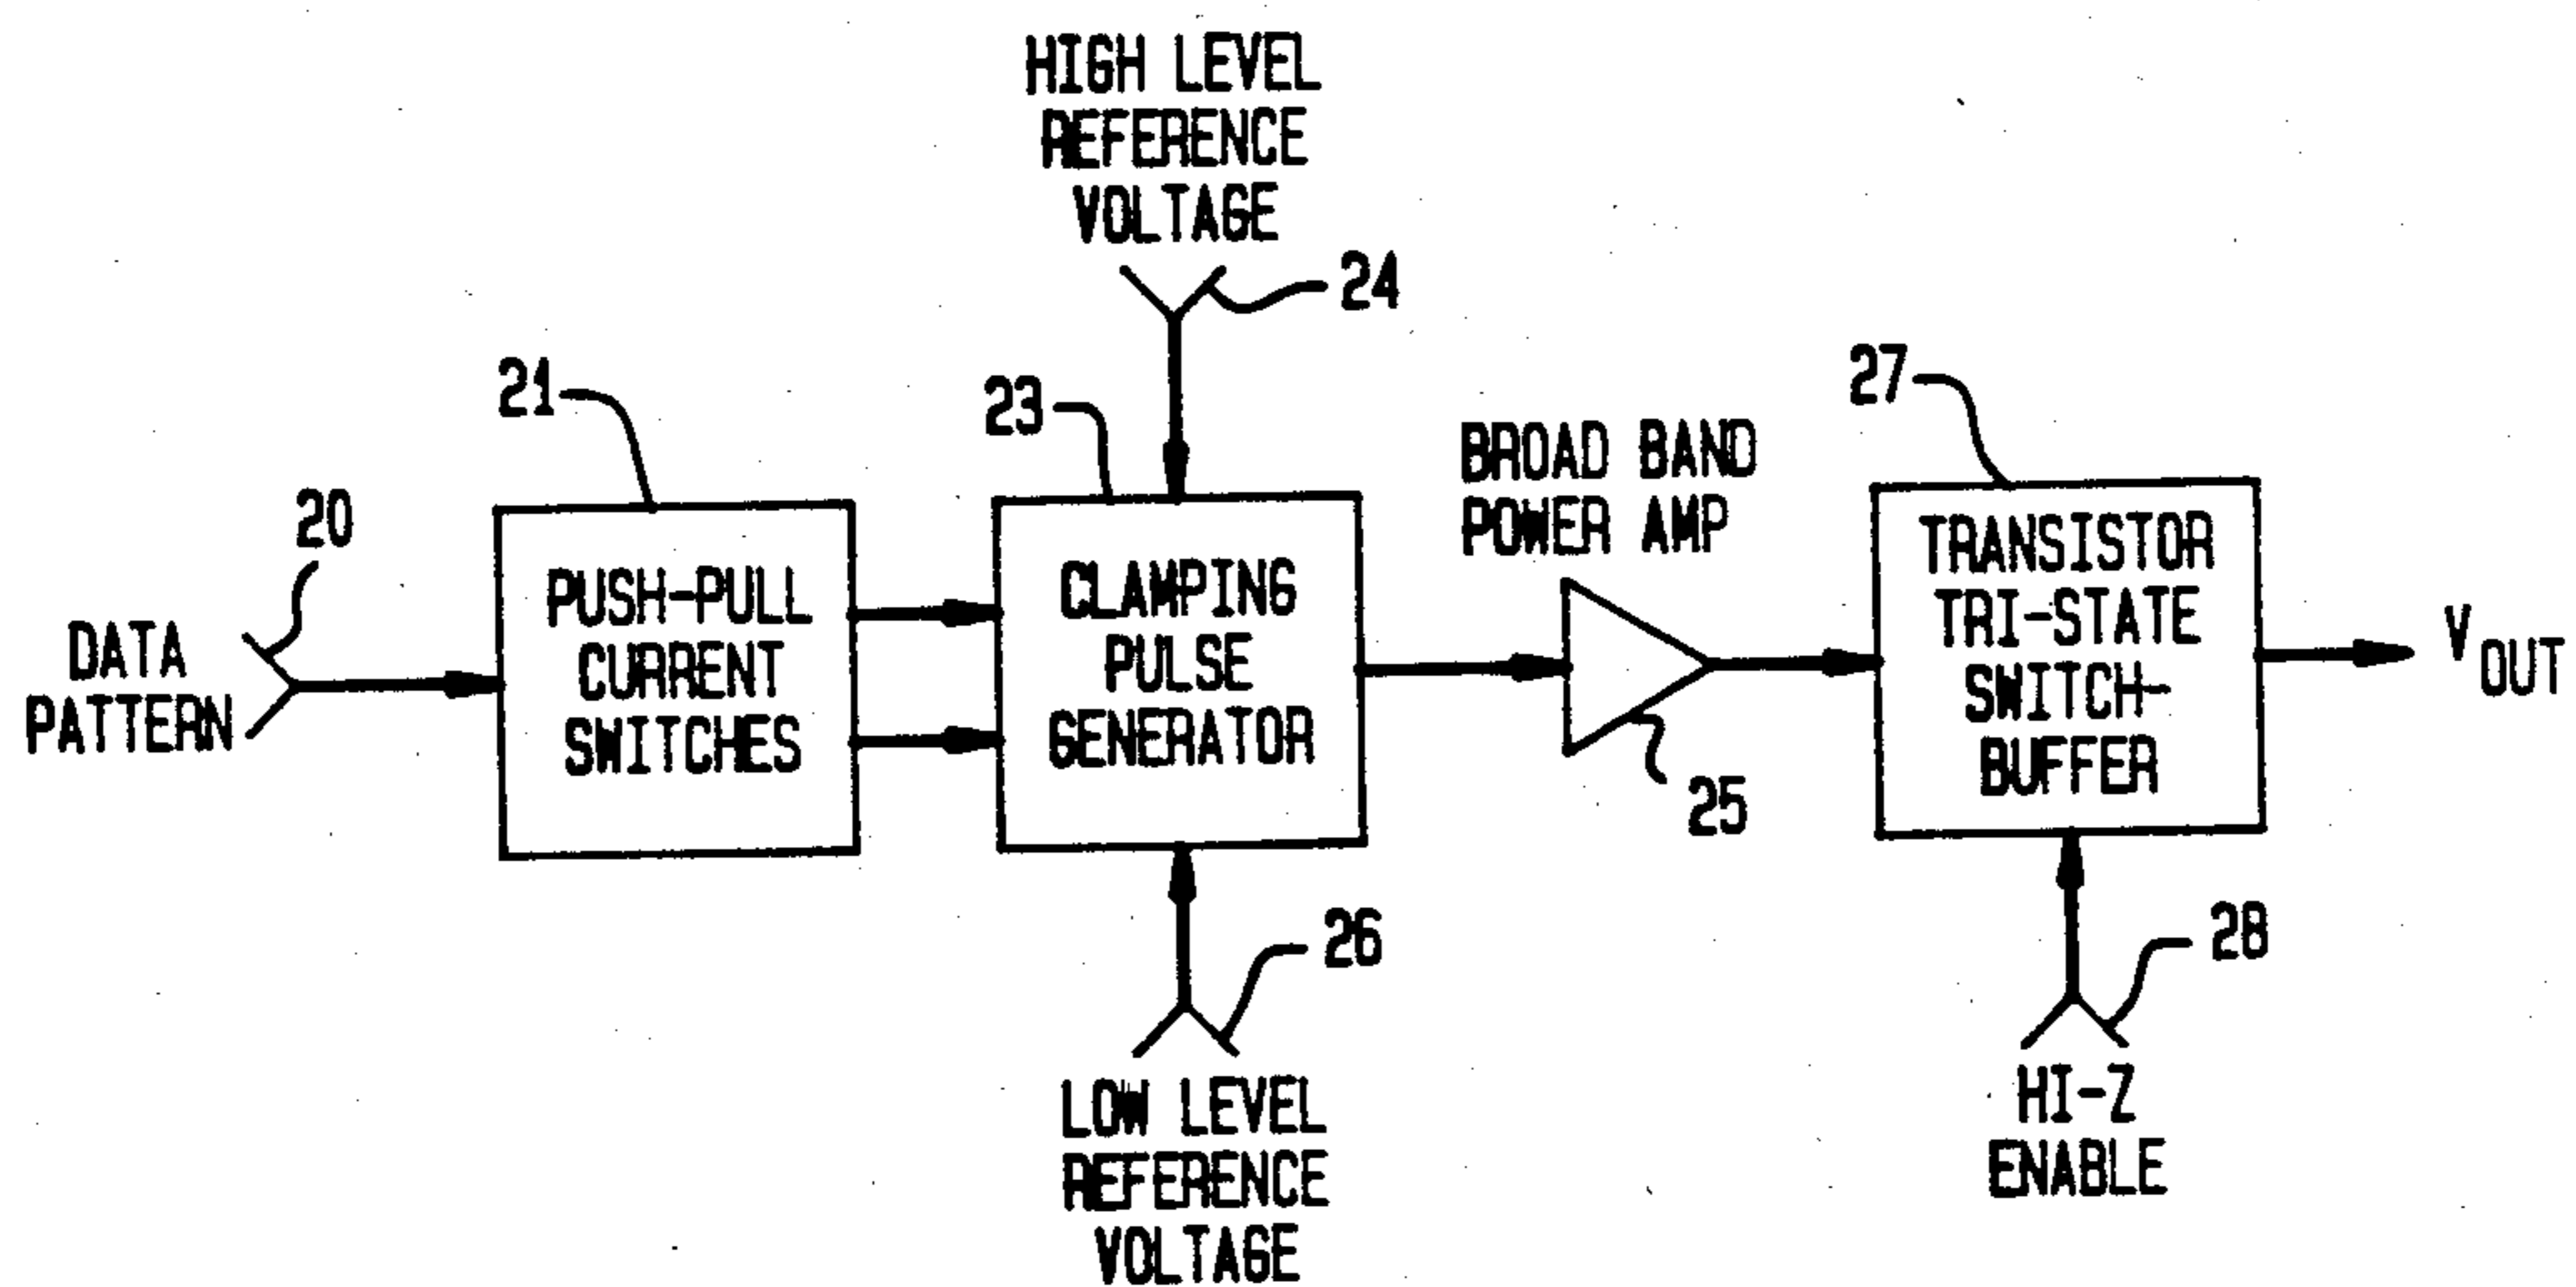 HIGH LEVEL
REFERENCE
VOLTAGE
24
21
23
27
BROAD BAND
POWER AMP
20
DATA
PATTERN
PUSH-PULL
CURRENT
SWITCHES
CLAMPING
PULSE
GENERATOR
25
TRANSISTOR
TRI-STATE
SWITCH-
BUFFER
V OUT
26
28
LOW LEVEL
REFERENCE
VOLTAGE
HI-Z
ENABLE